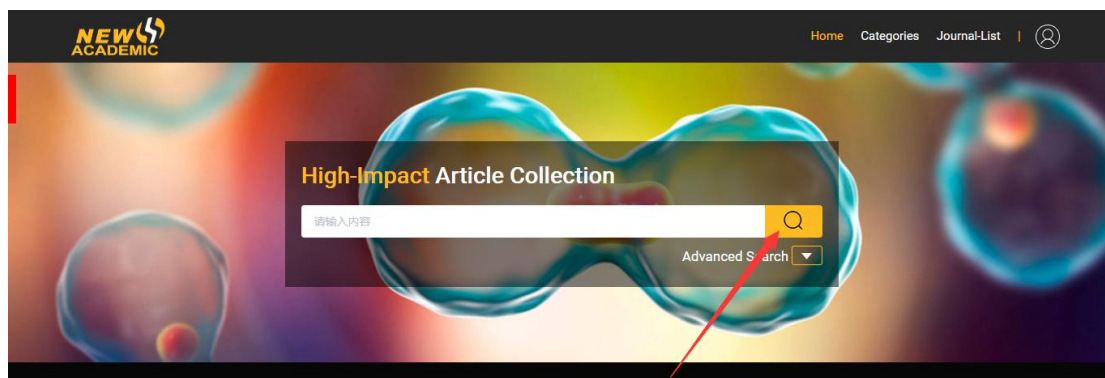 NEW
ACADEMIC
Home Categories Journal-List |
High-Impact Article Collection
请输入内容
Advanced Search